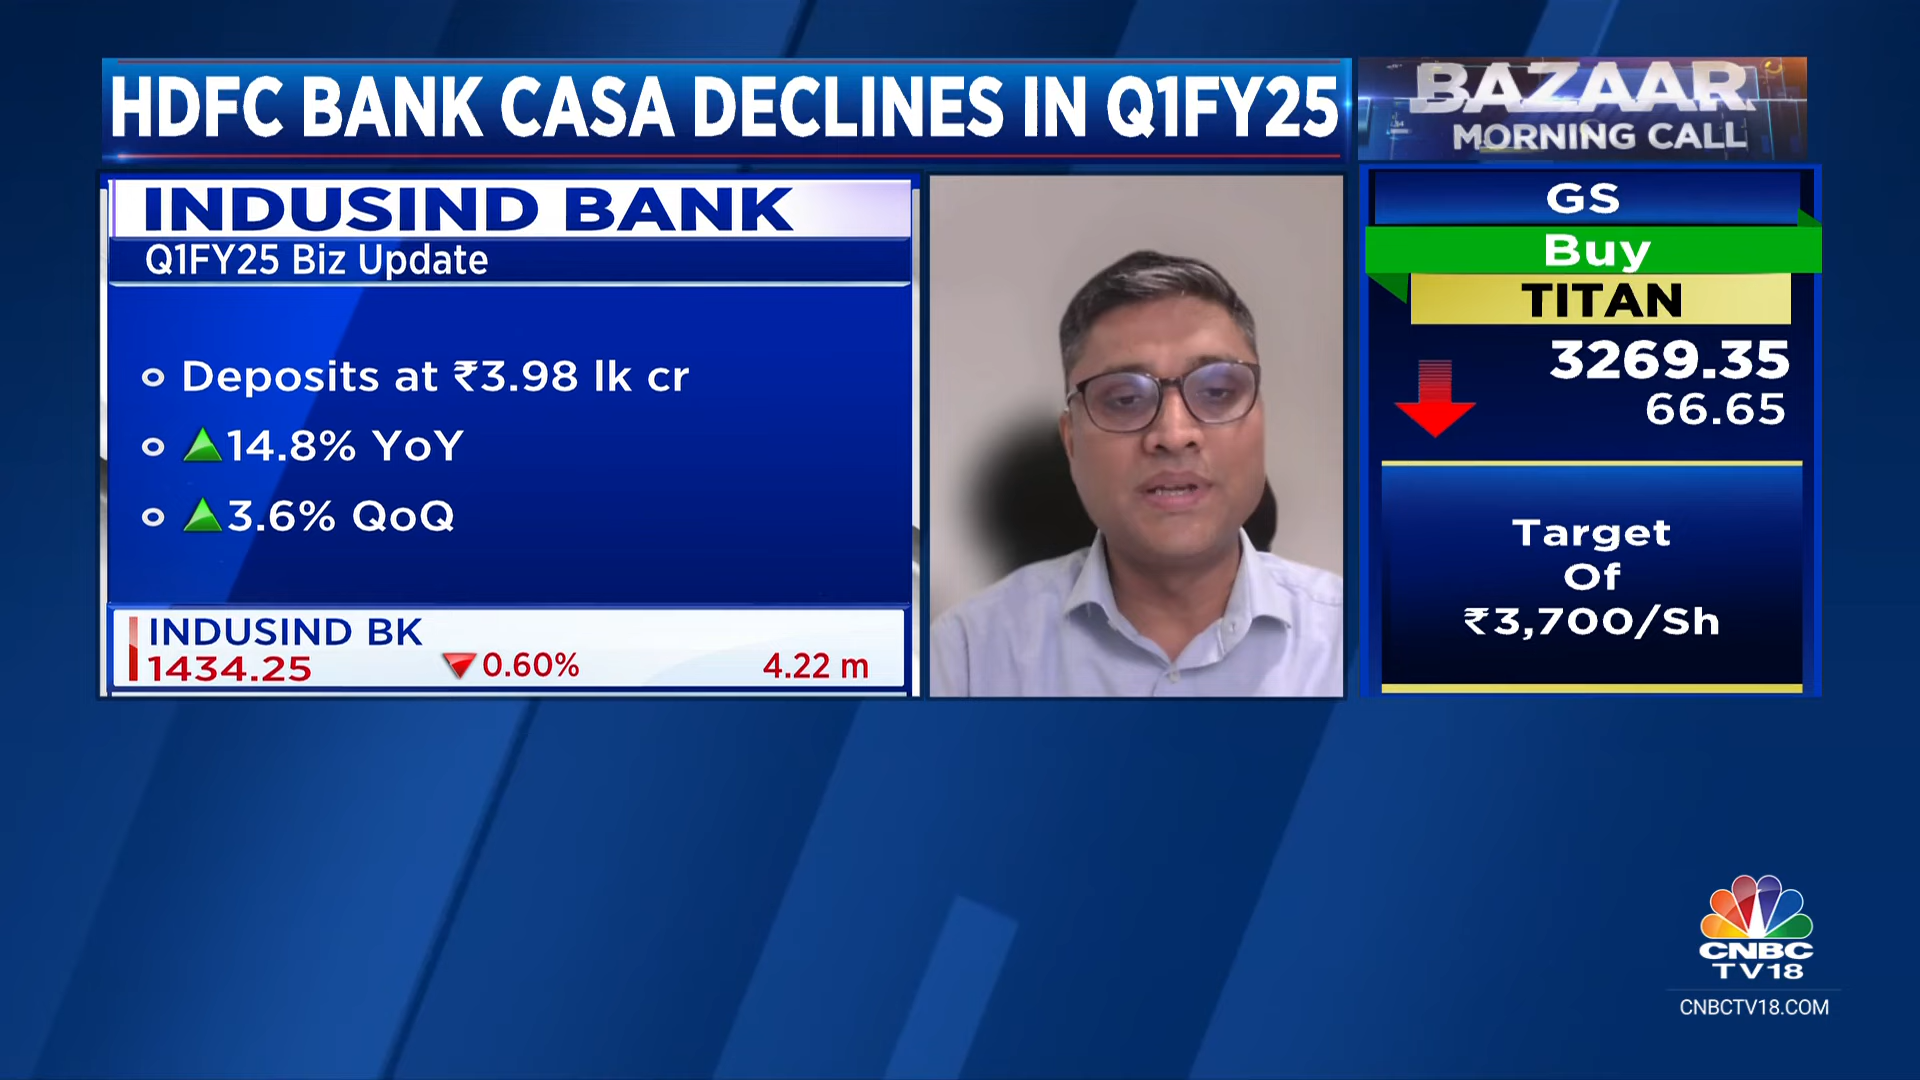 HDFC BANK CASA DECLINES IN Q1FY25
BAZAAR
MORNING CALL
INDUSIND BANK
Q1FY25 Biz Update
Deposits at ₹3.98 lk cr
14.8% YoY
3.6% QoQ
INDUSIND BK
1434.25 0.60% 4.22 m
GS
Buy
TITAN
3269.35
66.65
Target
Of
₹3,700/Sh
CNBC
TV18
CNBCTV18.COM